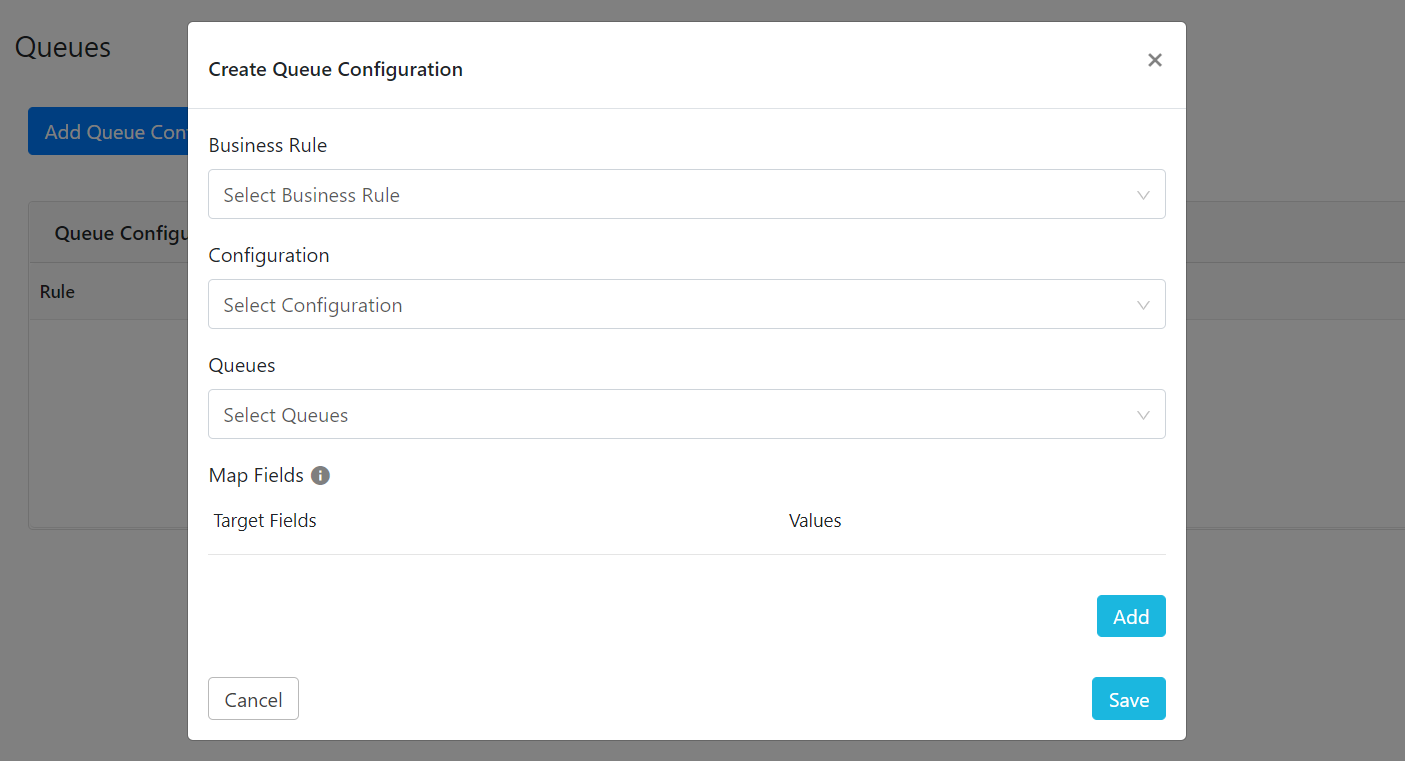 Queues
Create Queue Configuration
Add Queue Con
Business Rule
Select Business Rule
Queue Configu
Configuration
Rule
Select Configuration
Queues
Select Queues
Map Fields
Target Fields Values
Add
Cancel Save